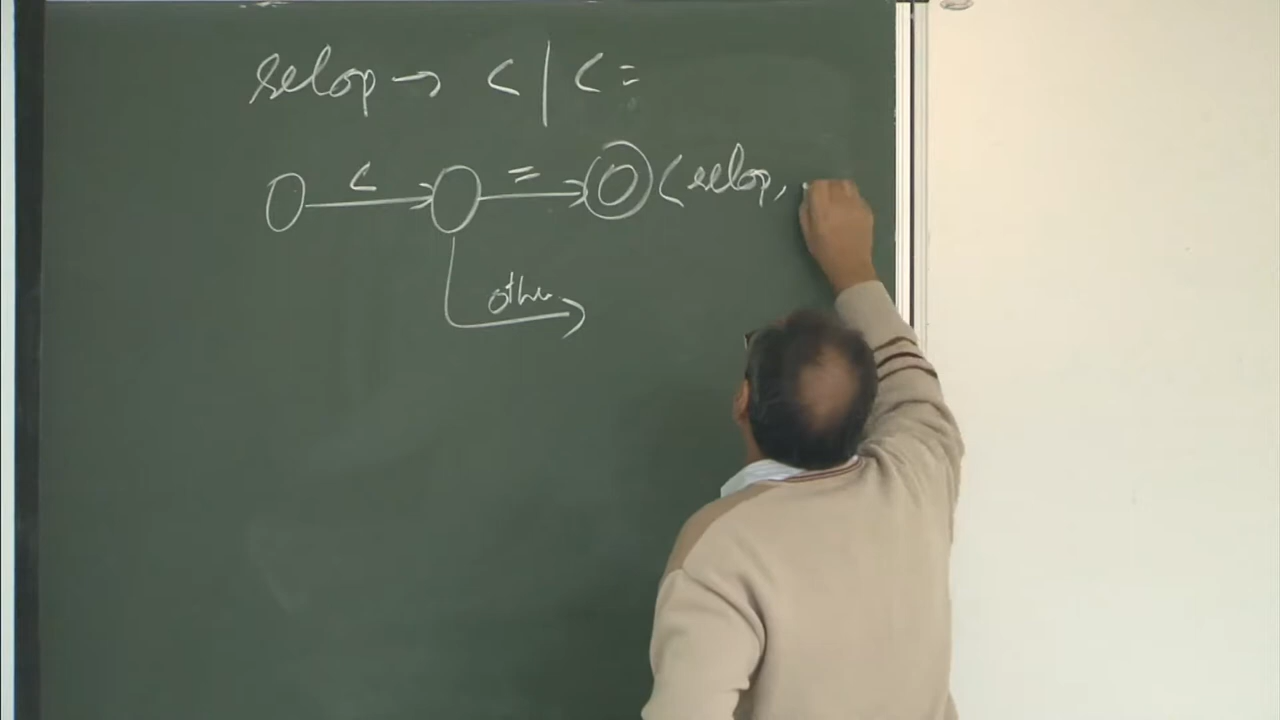 relop → < | < =
< = (relop,
other